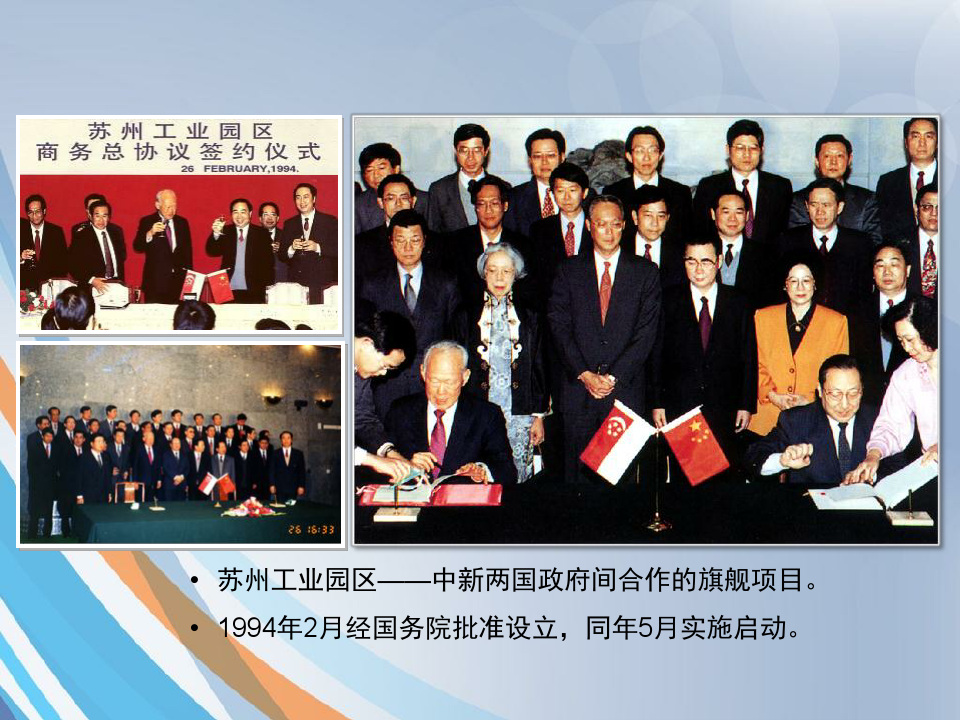 苏州工业园区
商务总协议签约仪式
26 FEBRUARY,1994.
26 16:33
• 苏州工业园区——中新两国政府间合作的旗舰项目。
• 1994年2月经国务院批准设立，同年5月实施启动。